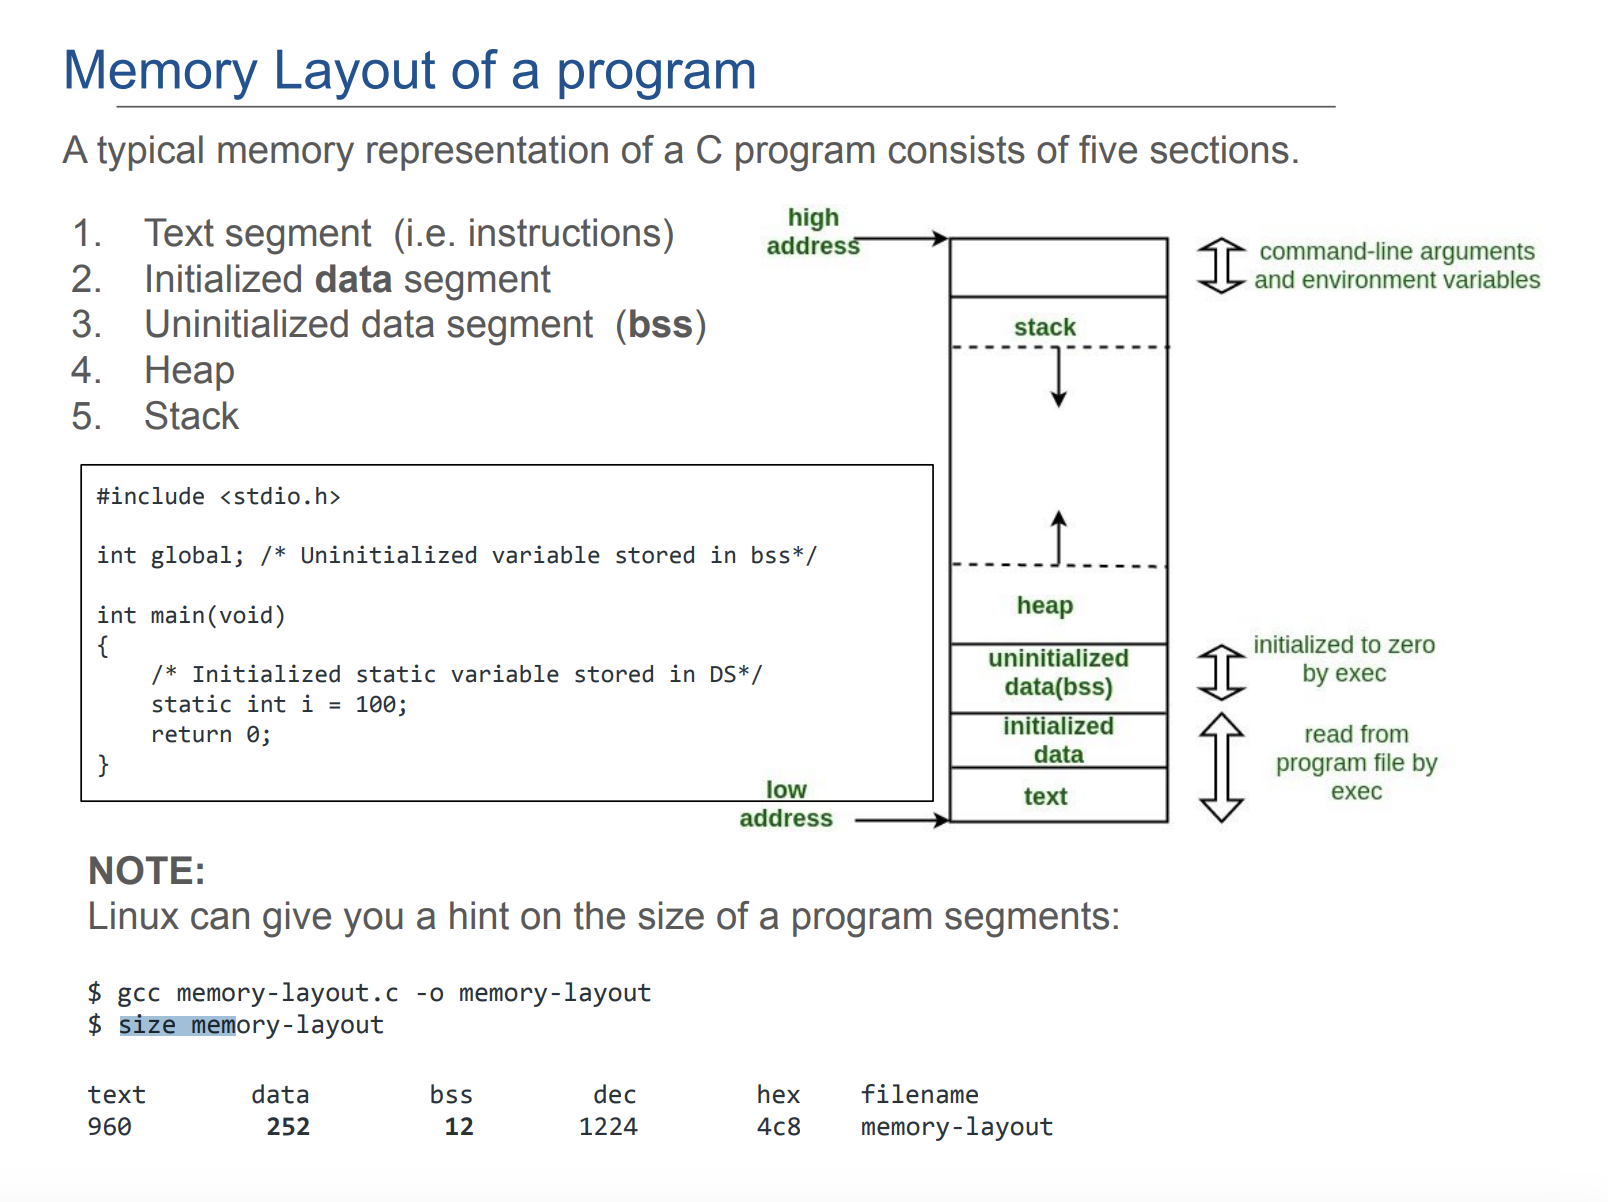 Memory Layout of a program
A typical memory representation of a C program consists of five sections.
1. Text segment (i.e. instructions)
2. Initialized data segment
3. Uninitialized data segment (bss)
4. Heap
5. Stack
#include <stdio.h>
int global; /* Uninitialized variable stored in bss*/
int main(void)
{
/* Initialized static variable stored in DS*/
static int i = 100;
return 0;
}
high
address
command-line arguments
and environment variables
stack
heap
uninitialized
data(bss)
initialized to zero
by exec
initialized
data
text
read from
program file by
exec
low
address
NOTE:
Linux can give you a hint on the size of a program segments:
$ gcc memory-layout.c -o memory-layout
$ size memory-layout
text data bss dec hex filename
960 252 12 1224 4c8 memory-layout